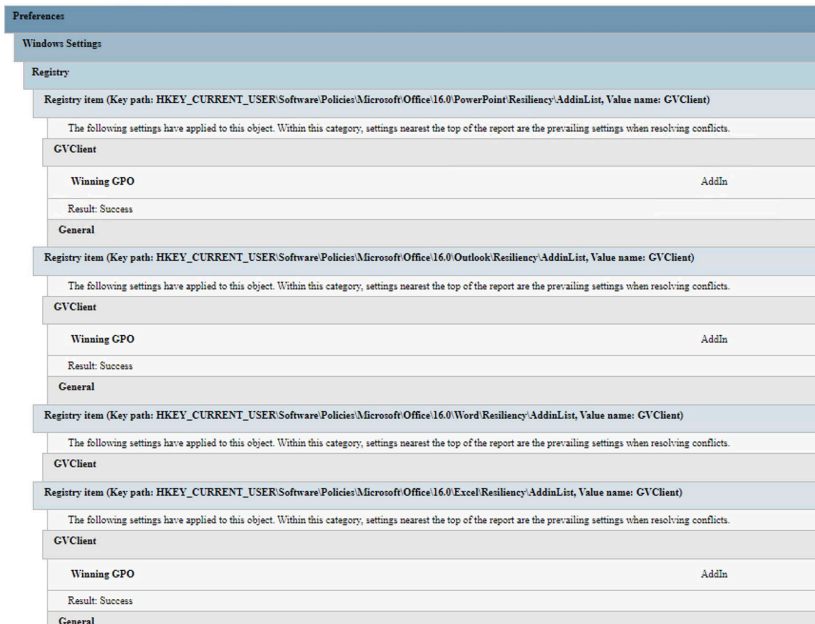 Preferences
Windows Settings
Registry
Registry item (Key path: HKEY_CURRENT_USER\Software\Policies\Microsoft\Office\16.0\PowerPoint\Resiliency\AddinList, Value name: GVClient)
The following settings have applied to this object. Within this category, settings nearest the top of the report are the prevailing settings when resolving conflicts.
GVClient
Winning GPO AddIn
Result: Success
General
Registry item (Key path: HKEY_CURRENT_USER\Software\Policies\Microsoft\Office\16.0\Outlook\Resiliency\AddinList, Value name: GVClient)
The following settings have applied to this object. Within this category, settings nearest the top of the report are the prevailing settings when resolving conflicts.
GVClient
Winning GPO AddIn
Result: Success
General
Registry item (Key path: HKEY_CURRENT_USER\Software\Policies\Microsoft\Office\16.0\Word\Resiliency\AddinList, Value name: GVClient)
The following settings have applied to this object. Within this category, settings nearest the top of the report are the prevailing settings when resolving conflicts.
GVClient
Registry item (Key path: HKEY_CURRENT_USER\Software\Policies\Microsoft\Office\16.0\Excel\Resiliency\AddinList, Value name: GVClient)
The following settings have applied to this object. Within this category, settings nearest the top of the report are the prevailing settings when resolving conflicts.
GVClient
Winning GPO AddIn
Result: Success
General